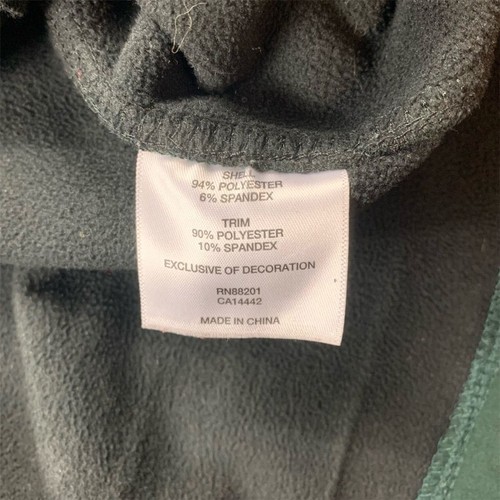 SHELL
94% POLYESTER
6% SPANDEX
TRIM
90% POLYESTER
10% SPANDEX
EXCLUSIVE OF DECORATION
RN88201
CA14442
MADE IN CHINA